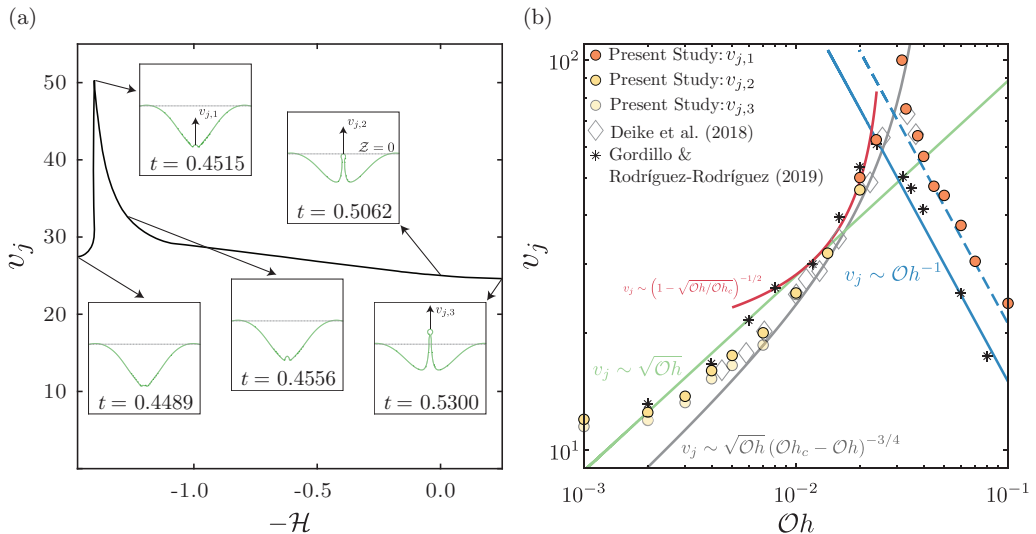 (a)
50
40
30
20
10
v_j
-1.0
-0.5
0.0
−ℋ
v_{j,1}
t = 0.4515
v_{j,2}
𝒵 = 0
t = 0.5062
t = 0.4489
t = 0.4556
v_{j,3}
t = 0.5300
(b)
10^2
10^1
v_j
10^{-3}
10^{-2}
10^{-1}
𝒪h
Present Study: v_{j,1}
Present Study: v_{j,2}
Present Study: v_{j,3}
Deike et al. (2018)
Gordillo &
Rodríguez-Rodríguez (2019)
v_j ∼ 𝒪h^{-1}
v_j ∼ (1 − √(𝒪h/𝒪h_c))^{-1/2}
v_j ∼ √𝒪h
v_j ∼ √𝒪h (𝒪h_c − 𝒪h)^{-3/4}